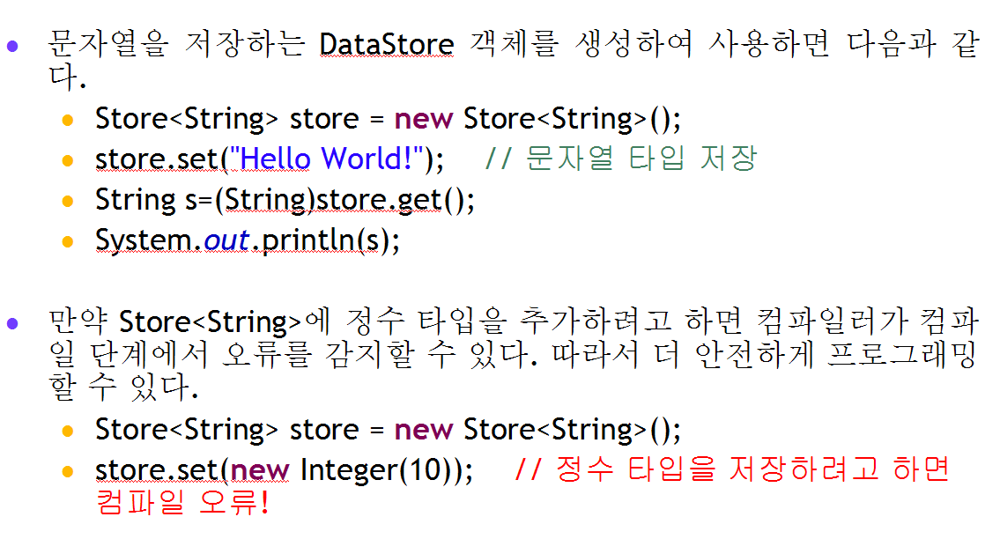 문자열을 저장하는 DataStore 객체를 생성하여 사용하면 다음과 같
다.
Store<String> store = new Store<String>();
store.set("Hello World!"); // 문자열 타입 저장
String s=(String)store.get();
System.out.println(s);
만약 Store<String>에 정수 타입을 추가하려고 하면 컴파일러가 컴파
일 단계에서 오류를 감지할 수 있다. 따라서 더 안전하게 프로그래밍
할 수 있다.
Store<String> store = new Store<String>();
store.set(new Integer(10)); // 정수 타입을 저장하려고 하면
컴파일 오류!